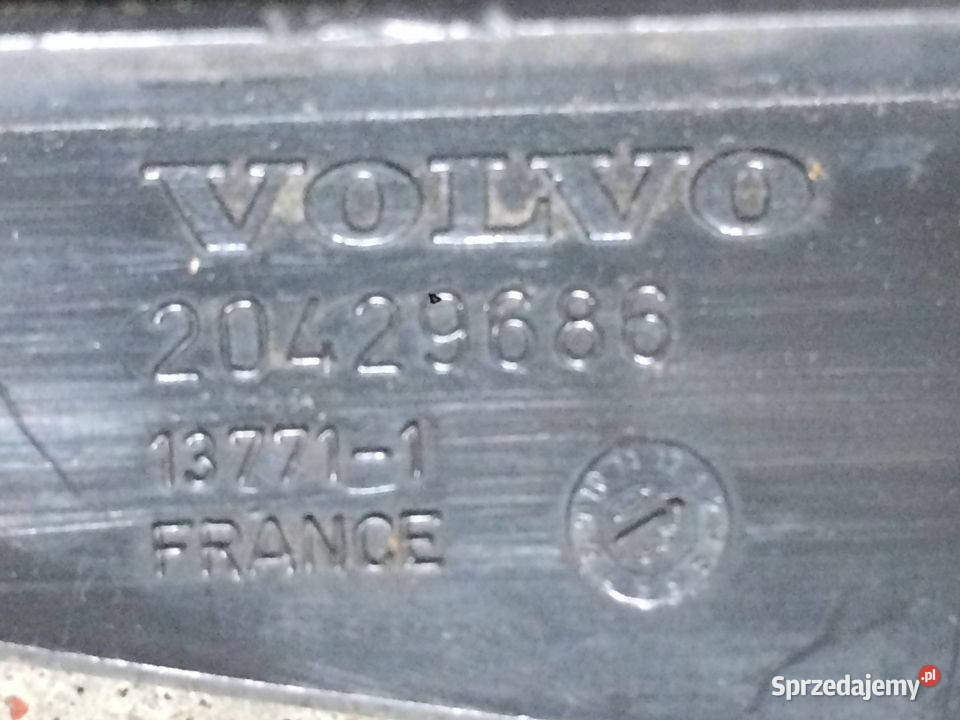 VOLVO
20429686
13771-1
FRANCE
Sprzedajemy.pl